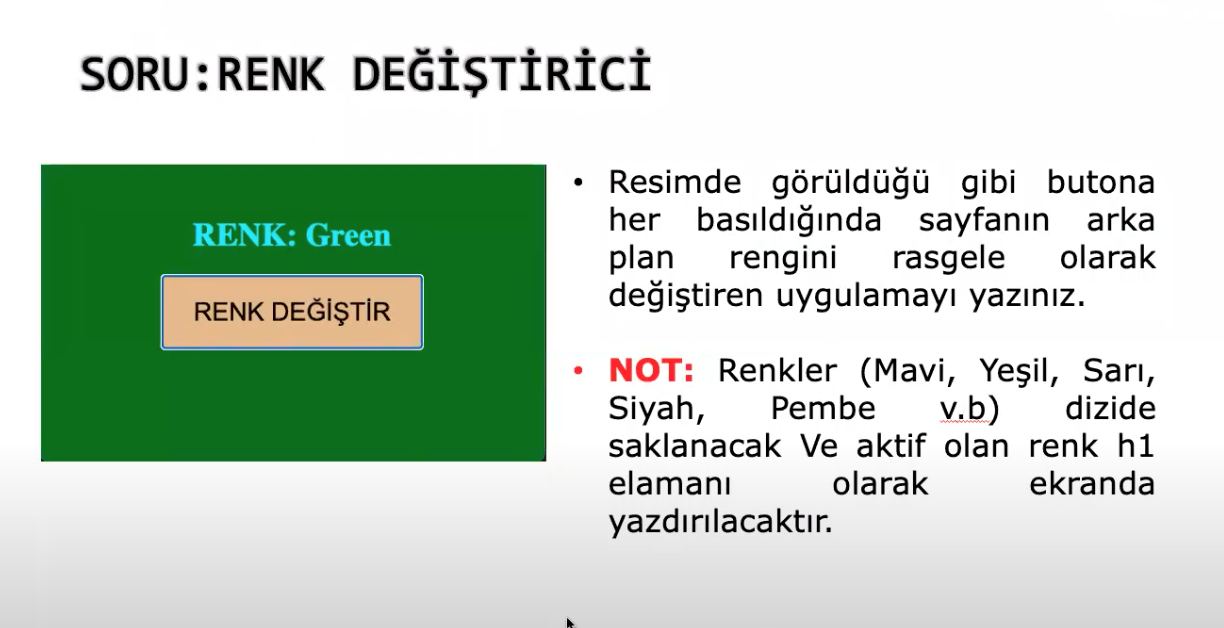 SORU:RENK DEĞİŞTİRİCİ
RENK: Green
RENK DEĞİŞTİR
• Resimde görüldüğü gibi butona
her basıldığında sayfanın arka
plan rengini rasgele olarak
değiştiren uygulamayı yazınız.
• NOT: Renkler (Mavi, Yeşil, Sarı,
Siyah, Pembe v.b) dizide
saklanacak Ve aktif olan renk h1
elamanı olarak ekranda
yazdırılacaktır.